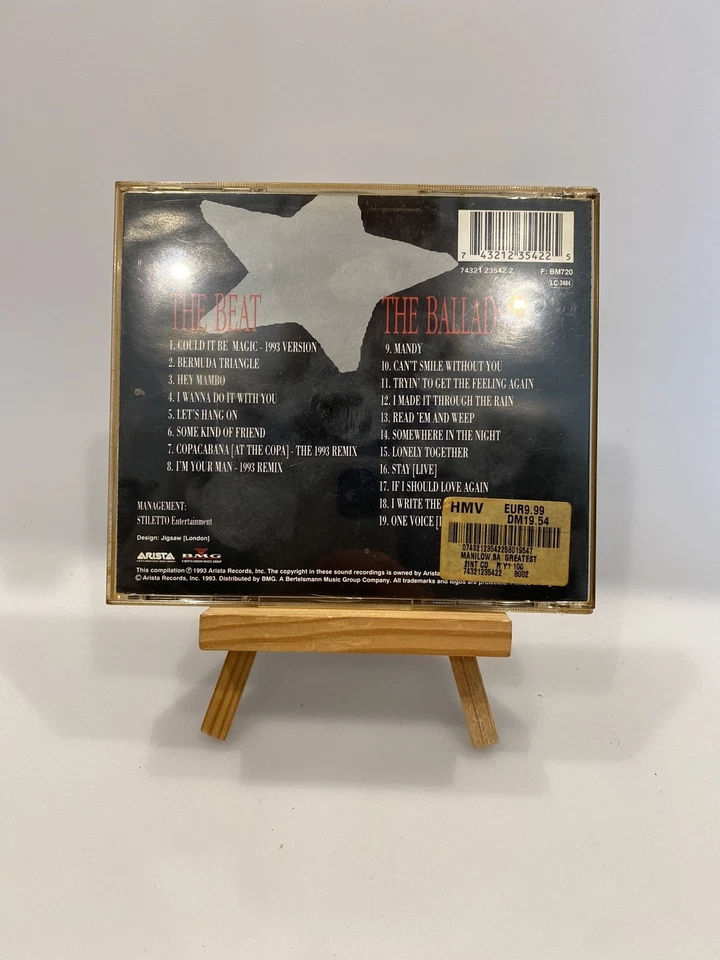 7 43212 35422 5
74321 23542 2 F: BM720
LC 3484
THE BEAT
1. COULD IT BE MAGIC - 1993 VERSION
2. BERMUDA TRIANGLE
3. HEY MAMBO
4. I WANNA DO IT WITH YOU
5. LET'S HANG ON
6. SOME KIND OF FRIEND
7. COPACABANA [AT THE COPA] - THE 1993 REMIX
8. I'M YOUR MAN - 1993 REMIX
THE BALLADS
9. MANDY
10. CAN'T SMILE WITHOUT YOU
11. TRYIN' TO GET THE FEELING AGAIN
12. I MADE IT THROUGH THE RAIN
13. READ 'EM AND WEEP
14. SOMEWHERE IN THE NIGHT
15. LONELY TOGETHER
16. STAY [LIVE]
17. IF I SHOULD LOVE AGAIN
18. I WRITE THE
19. ONE VOICE
MANAGEMENT:
STILETTO Entertainment
Design: Jigsaw [London]
ARISTA BMG
A BERTELSMANN MUSIC GROUP COMPANY
This compilation ℗ 1993 Arista Records, Inc. The copyright in these sound recordings is owned by Arista
© Arista Records, Inc. 1993. Distributed by BMG. A Bertelsmann Music Group Company. All trademarks and logos are protected.
HMV EUR9.99
DM19.54
MANILOW,BA GREATEST
2INT CD
74321235422 8002